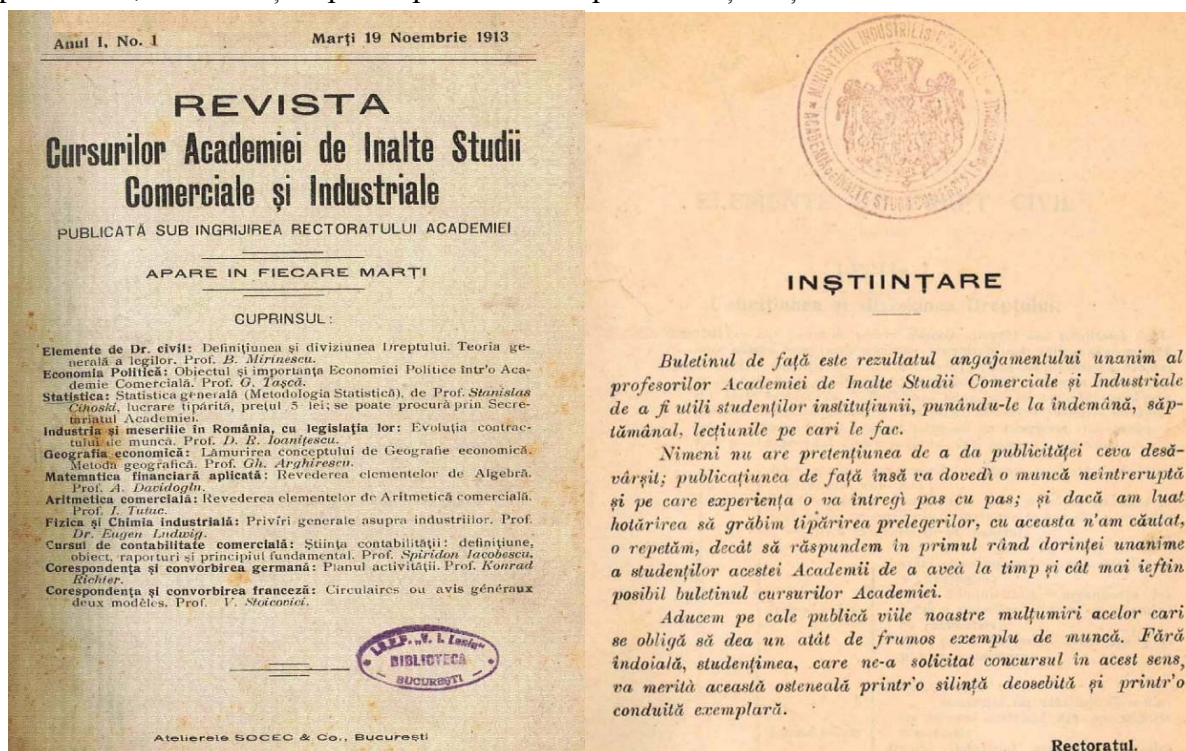 Anul I, No. 1 Marți 19 Noembrie 1913
REVISTA
Cursurilor Academiei de Inalte Studii
Comerciale și Industriale
PUBLICATĂ SUB INGRIJIREA RECTORATULUI ACADEMIEI
APARE IN FIECARE MARȚI
CUPRINSUL:
Elemente de Dr. civil: Definițiunea și diviziunea Dreptului. Teoria ge-
nerală a legilor. Prof. B. Mirinescu.
Economia Politică: Obiectul și importanța Economiei Politice într'o Aca-
demie Comercială. Prof. G. Tașcă.
Statistica: Statistica generală (Metodologia Statistică), de Prof. Stanislas
Cihoski, lucrare tipărită, prețul 5 lei; se poate procură prin Secre-
tariatul Academiei.
Industria și meseriile în România, cu legislația lor: Evoluția contrac-
tului de muncă. Prof. D. R. Ioanițescu.
Geografia economică: Lămurirea conceptului de Geografie economică.
Metoda geografică. Prof. Gh. Arghirescu.
Matematica financiară aplicată: Revederea elementelor de Algebră.
Prof. A. Davidoglu.
Aritmetica comercială: Revederea elementelor de Aritmetică comercială.
Prof. I. Tutuc.
Fizica și Chimia industrială: Priviri generale asupra industriilor. Prof.
Dr. Eugen Ludwig.
Cursul de contabilitate comercială: Știința contabilității: definițiune,
obiect, raporturi și principiul fundamental. Prof. Spiridon Iacobescu.
Corespondența și convorbirea germană: Planul activității. Prof. Konrad
Richter.
Corespondența și convorbirea franceză: Circulaires ou avis généraux
deux modèles. Prof. V. Stoicovici.
"V. I. Lenin"
BIBLIOTECA
BUCUREȘTI
Atelierele SOCEC & Co., București
ACADEMIA DE INALTE STUDII
INȘTIINȚARE
Buletinul de față este rezultatul angajamentului unanim al
profesorilor Academiei de Inalte Studii Comerciale și Industriale
de a fi utili studenților instituțiunii, punându-le la îndemână, săp-
tămânal, lecțiunile pe cari le fac.
Nimeni nu are pretențiunea de a da publicităței ceva desă-
vârșit; publicațiunea de față însă va dovedì o muncă neîntreruptă
și pe care experiența o va întregì pas cu pas; și dacă am luat
hotărîrea să grăbim tipărirea prelegerilor, cu aceasta n'am căutat,
o repetăm, decât să răspundem în primul rând dorinței unanime
a studenților acestei Academii de a aveà la timp și cât mai ieftin
posibil buletinul cursurilor Academiei.
Aducem pe cale publică viile noastre mulțumiri acelor cari
se obligă să dea un atât de frumos exemplu de muncă. Fără
îndoială, studențimea, care ne-a solicitat concursul în acest sens,
va merità această osteneală printr'o silință deosebită și printr'o
conduită exemplară.
Rectoratul.